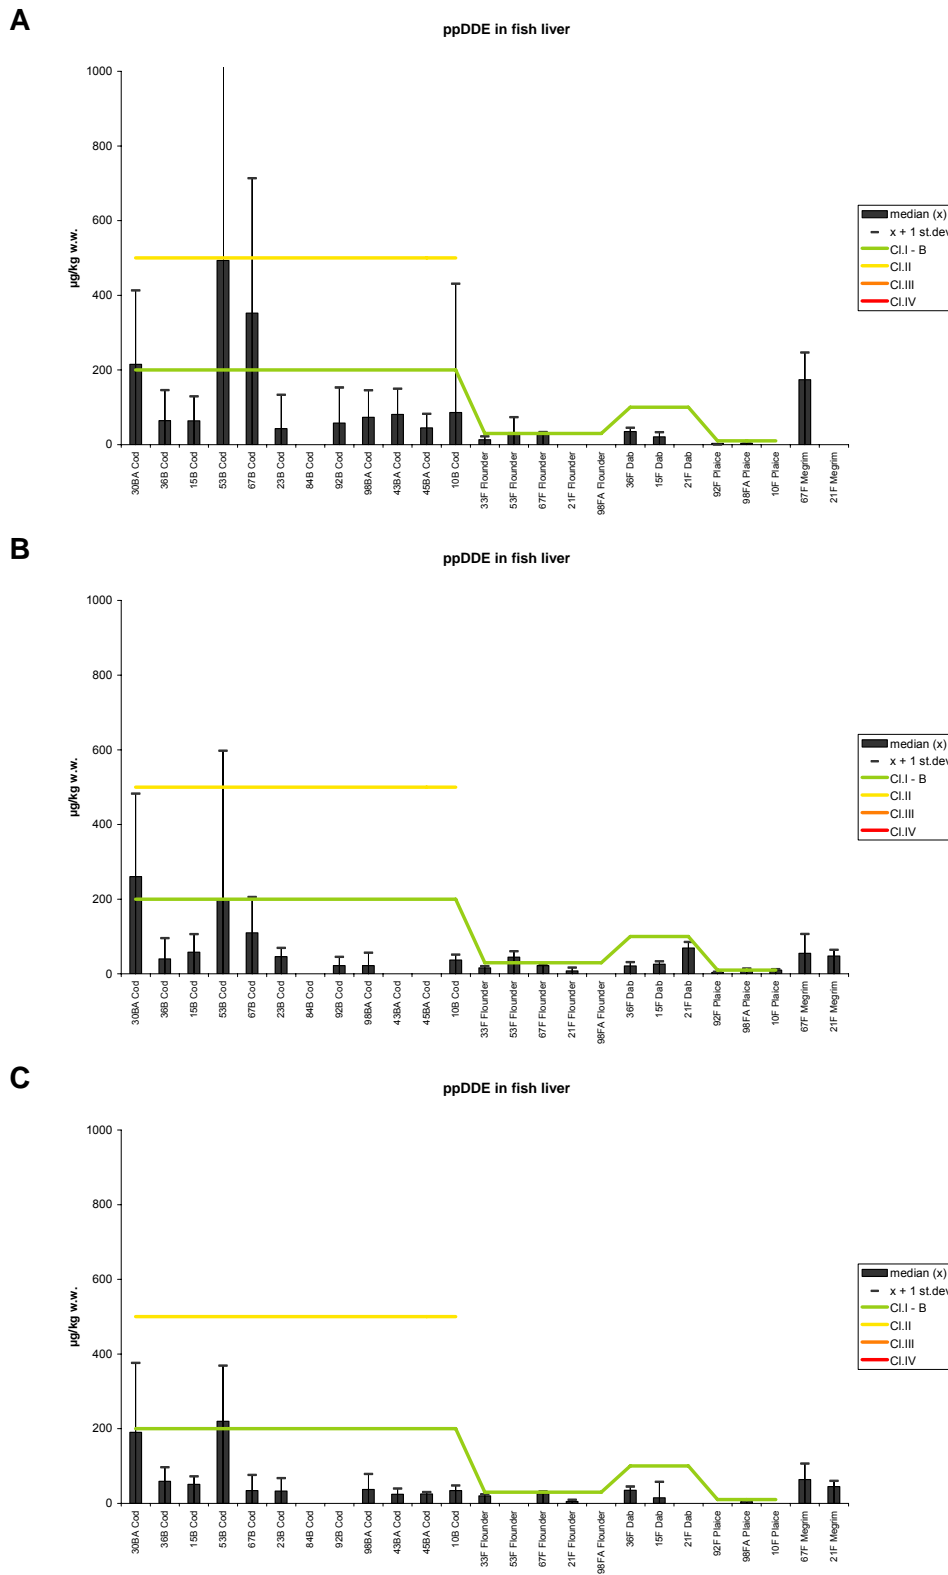 A
ppDDE in fish liver
1000
800
600
400
200
0
µg/kg w.w.
30BA Cod
36B Cod
15B Cod
53B Cod
67B Cod
23B Cod
84B Cod
92B Cod
98BA Cod
43BA Cod
45BA Cod
10B Cod
33F Flounder
53F Flounder
67F Flounder
21F Flounder
98FA Flounder
36F Dab
15F Dab
21F Dab
92F Plaice
98FA Plaice
10F Plaice
67F Megrim
21F Megrim
median (x)
x + 1 st.dev
Cl.I - B
Cl.II
Cl.III
Cl.IV
B
ppDDE in fish liver
1000
800
600
400
200
0
µg/kg w.w.
30BA Cod
36B Cod
15B Cod
53B Cod
67B Cod
23B Cod
84B Cod
92B Cod
98BA Cod
43BA Cod
45BA Cod
10B Cod
33F Flounder
53F Flounder
67F Flounder
21F Flounder
98FA Flounder
36F Dab
15F Dab
21F Dab
92F Plaice
98FA Plaice
10F Plaice
67F Megrim
21F Megrim
median (x)
x + 1 st.dev
Cl.I - B
Cl.II
Cl.III
Cl.IV
C
ppDDE in fish liver
1000
800
600
400
200
0
µg/kg w.w.
30BA Cod
36B Cod
15B Cod
53B Cod
67B Cod
23B Cod
84B Cod
92B Cod
98BA Cod
43BA Cod
45BA Cod
10B Cod
33F Flounder
53F Flounder
67F Flounder
21F Flounder
98FA Flounder
36F Dab
15F Dab
21F Dab
92F Plaice
98FA Plaice
10F Plaice
67F Megrim
21F Megrim
median (x)
x + 1 st.dev
Cl.I - B
Cl.II
Cl.III
Cl.IV